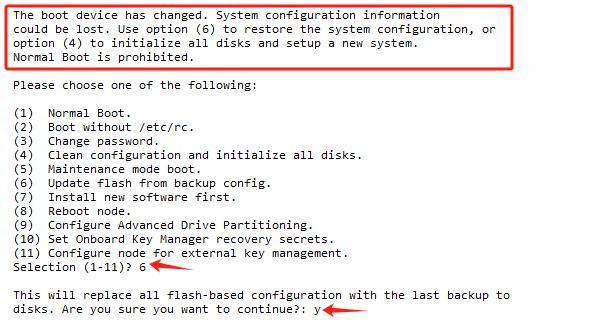 The boot device has changed. System configuration information
could be lost. Use option (6) to restore the system configuration, or
option (4) to initialize all disks and setup a new system.
Normal Boot is prohibited.
Please choose one of the following:
(1)  Normal Boot.
(2)  Boot without /etc/rc.
(3)  Change password.
(4)  Clean configuration and initialize all disks.
(5)  Maintenance mode boot.
(6)  Update flash from backup config.
(7)  Install new software first.
(8)  Reboot node.
(9)  Configure Advanced Drive Partitioning.
(10) Set Onboard Key Manager recovery secrets.
(11) Configure node for external key management.
Selection (1-11)? 6
This will replace all flash-based configuration with the last backup to
disks. Are you sure you want to continue?: y